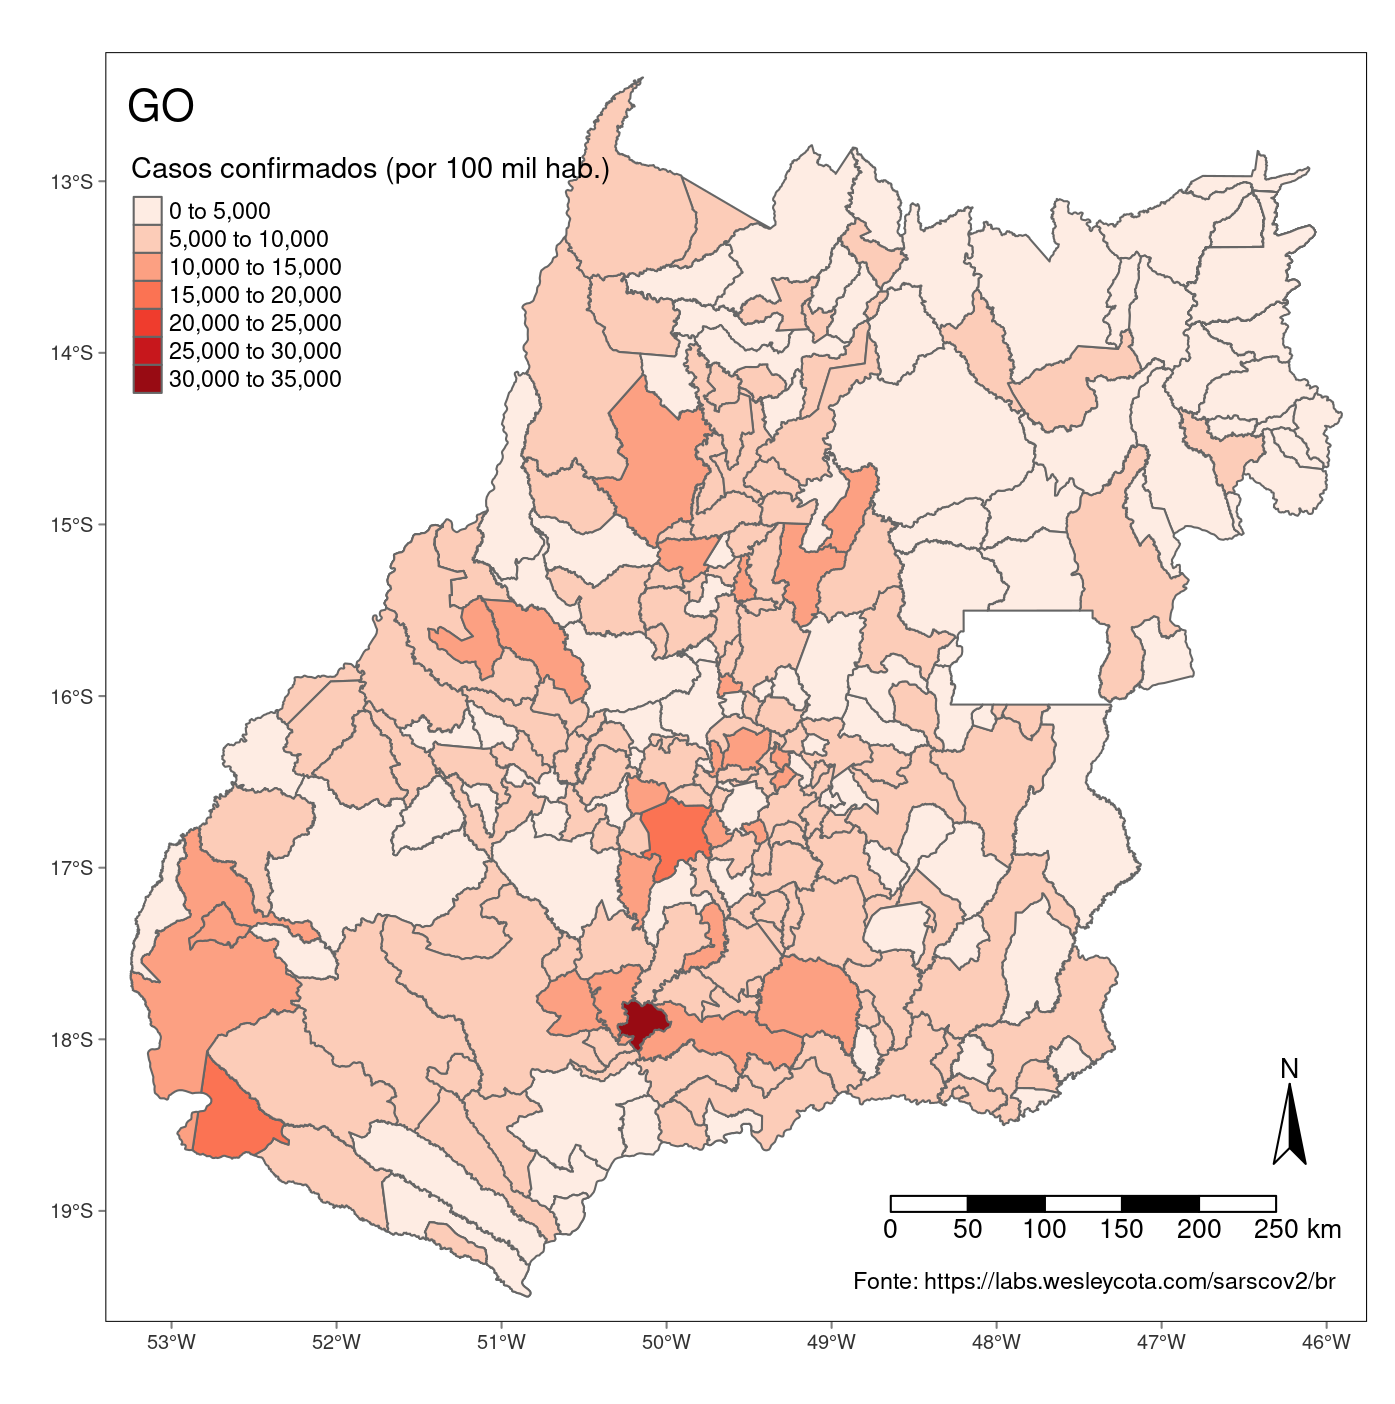 GO
Casos confirmados (por 100 mil hab.)
0 to 5,000
5,000 to 10,000
10,000 to 15,000
15,000 to 20,000
20,000 to 25,000
25,000 to 30,000
30,000 to 35,000
13°S
14°S
15°S
16°S
17°S
18°S
19°S
N
0 50 100 150 200 250 km
Fonte: https://labs.wesleycota.com/sarscov2/br
53°W 52°W 51°W 50°W 49°W 48°W 47°W 46°W